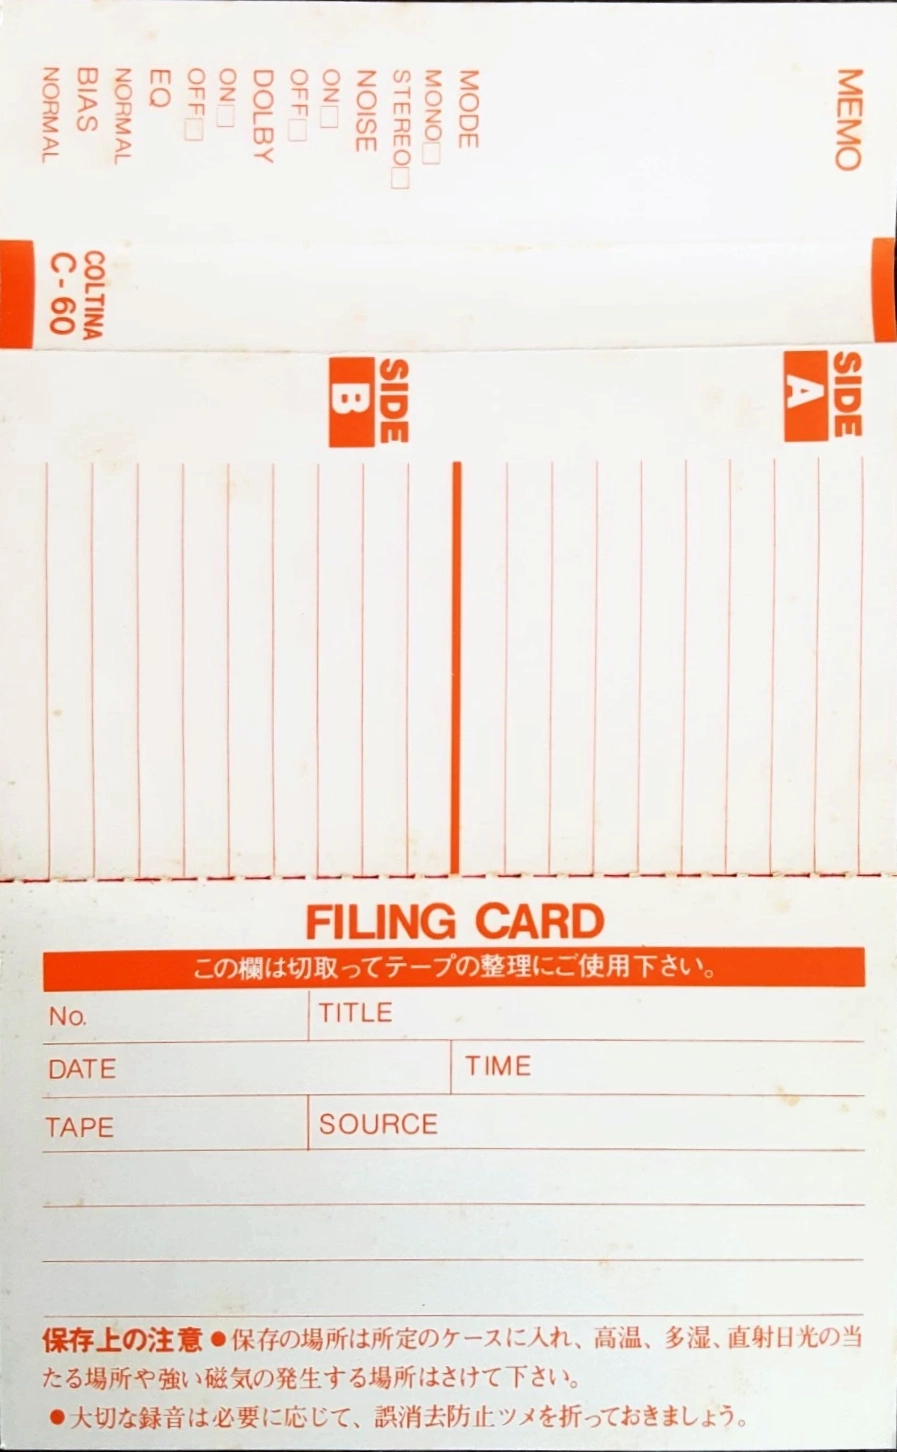 MEMO
MODE
MONO□
STEREO□
NOISE
ON□
OFF□
DOLBY
ON□
OFF□
EQ
NORMAL
BIAS
NORMAL
COLTINA
C-60
SIDE
A
SIDE
B
FILING CARD
この欄は切取ってテープの整理にご使用下さい。
No. TITLE
DATE TIME
TAPE SOURCE
保存上の注意 ●保存の場所は所定のケースに入れ、高温、多湿、直射日光の当
たる場所や強い磁気の発生する場所はさけて下さい。
●大切な録音は必要に応じて、誤消去防止ツメを折っておきましょう。